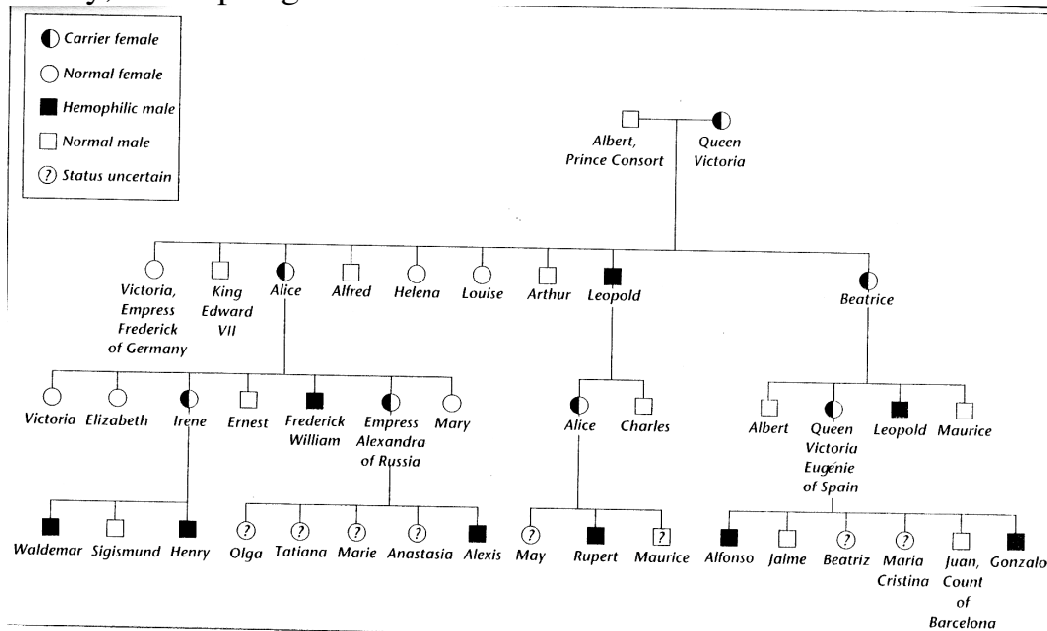 Carrier female
Normal female
Hemophilic male
Normal male
? Status uncertain
Albert,
Prince Consort
Queen
Victoria
Victoria,
Empress
Frederick
of Germany
King
Edward
VII
Alice
Alfred
Helena
Louise
Arthur
Leopold
Beatrice
Victoria
Elizabeth
Irene
Ernest
Frederick
William
Empress
Alexandra
of Russia
Mary
Alice
Charles
Albert
Queen
Victoria
Eugénie
of Spain
Leopold
Maurice
Waldemar
Sigismund
Henry
?
Olga
?
Tatiana
?
Marie
?
Anastasia
Alexis
?
May
Rupert
?
Maurice
Alfonso
Jaime
?
Beatriz
?
Maria
Cristina
Juan,
Count
of
Barcelona
Gonzalo